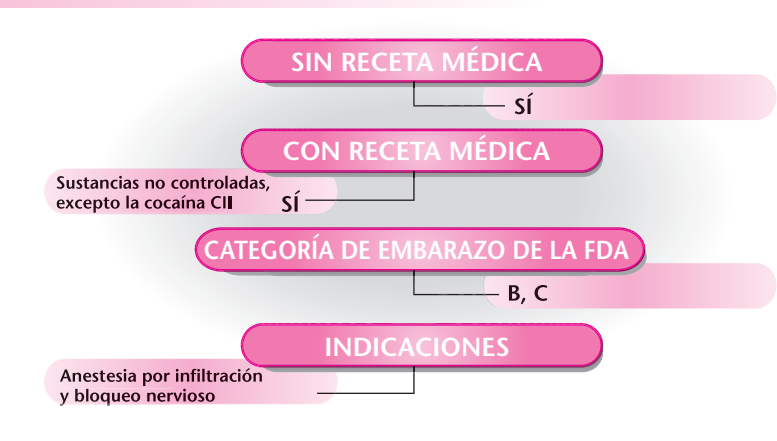 SIN RECETA MÉDICA
SÍ
CON RECETA MÉDICA
Sustancias no controladas,
excepto la cocaína CII
SÍ
CATEGORÍA DE EMBARAZO DE LA FDA
B, C
INDICACIONES
Anestesia por infiltración
y bloqueo nervioso